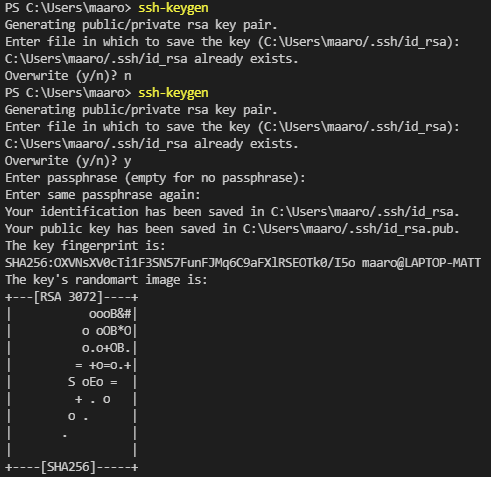 PS C:\Users\maaro> ssh-keygen
Generating public/private rsa key pair.
Enter file in which to save the key (C:\Users\maaro/.ssh/id_rsa):
C:\Users\maaro/.ssh/id_rsa already exists.
Overwrite (y/n)? n
PS C:\Users\maaro> ssh-keygen
Generating public/private rsa key pair.
Enter file in which to save the key (C:\Users\maaro/.ssh/id_rsa):
C:\Users\maaro/.ssh/id_rsa already exists.
Overwrite (y/n)? y
Enter passphrase (empty for no passphrase):
Enter same passphrase again:
Your identification has been saved in C:\Users\maaro/.ssh/id_rsa.
Your public key has been saved in C:\Users\maaro/.ssh/id_rsa.pub.
The key fingerprint is:
SHA256:OXVNsXV0cTi1F3SNS7FunFJMq6C9aFXlRSEOTk0/I5o maaro@LAPTOP-MATT
The key's randomart image is:
+---[RSA 3072]----+
|           oooB&#|
|          o oOB*O|
|          o.o+OB.|
|         = +o=o.+|
|        S oEo =  |
|         + . o   |
|        o .      |
|       .         |
|                 |
+----[SHA256]-----+